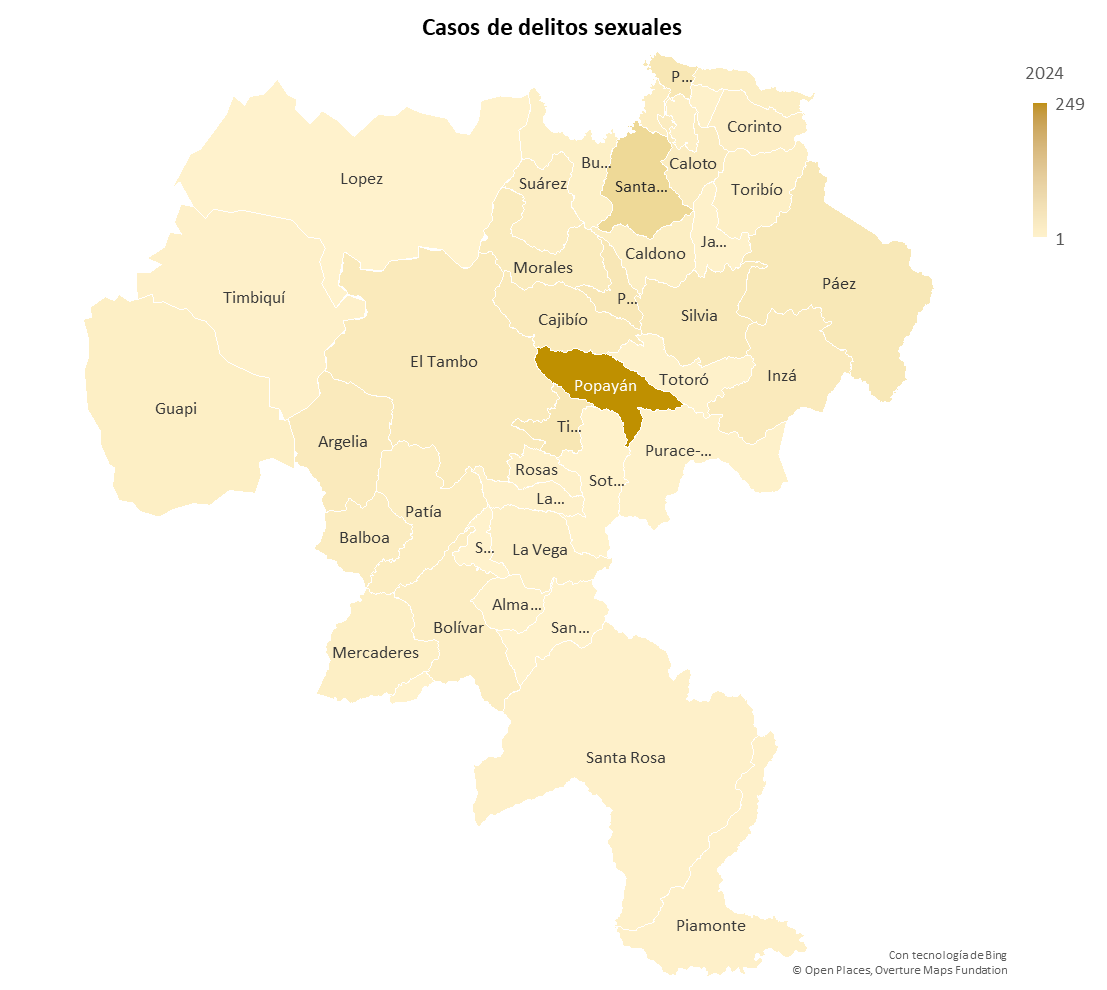 Casos de delitos sexuales
2024
249
1
P...
Corinto
Lopez
Bu...
Caloto
Suárez
Santa...
Toribío
Ja...
Caldono
Morales
Páez
Timbiquí
P...
Silvia
Cajibío
El Tambo
Totoró
Inzá
Popayán
Guapi
Ti...
Argelia
Purace-...
Rosas
Sot...
La...
Patía
Balboa
S...
La Vega
Alma...
Bolívar
San...
Mercaderes
Santa Rosa
Piamonte
Con tecnología de Bing
© Open Places, Overture Maps Fundation